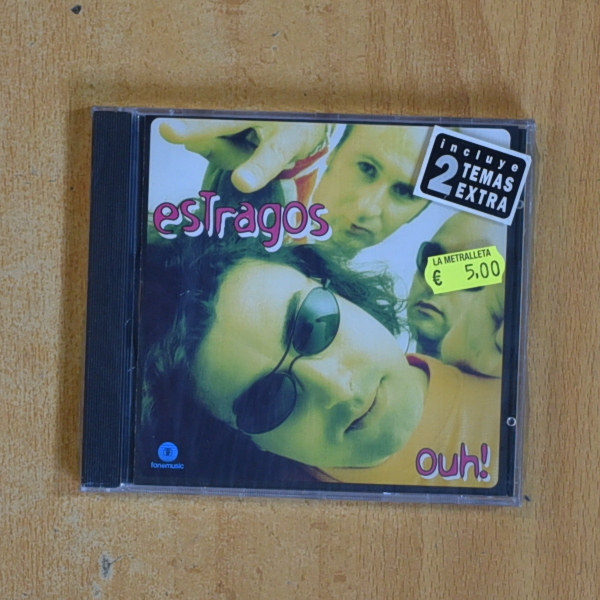 incluye
2 TEMAS
EXTRA
esTragos
LA METRALLETA
€ 5,00
ouh!
fonomusic